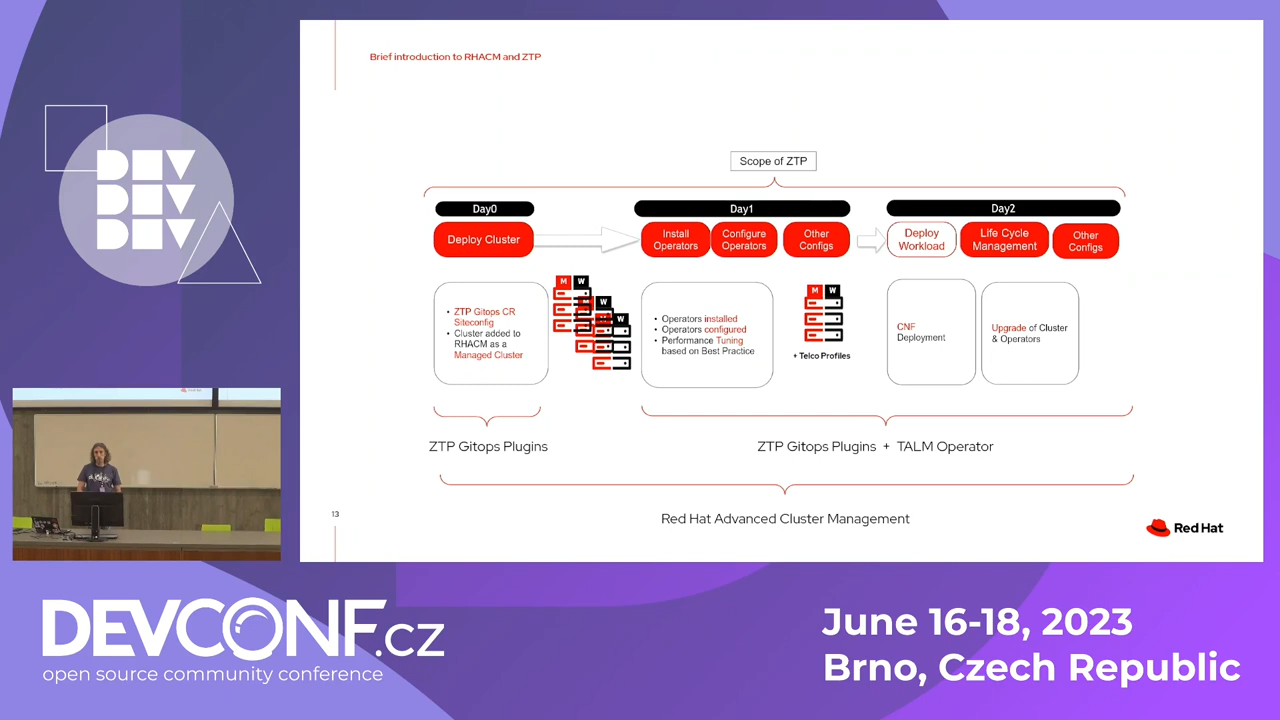 Brief introduction to RHACM and ZTP
DEV
DEV
DEV
Scope of ZTP
Day0
Day1
Day2
Deploy Cluster
Install
Operators
Configure
Operators
Other
Configs
Deploy
Workload
Life Cycle
Management
Other
Configs
• ZTP Gitops CR
Siteconfig
• Cluster added to
RHACM as a
Managed Cluster
M W
W
W
• Operators installed
• Operators configured
• Performance Tuning
based on Best Practice
M W
+ Telco Profiles
CNF
Deployment
Upgrade of Cluster
& Operators
ZTP Gitops Plugins
ZTP Gitops Plugins + TALM Operator
Red Hat Advanced Cluster Management
13
Red Hat
DEVCONF.cz
open source community conference
June 16-18, 2023
Brno, Czech Republic